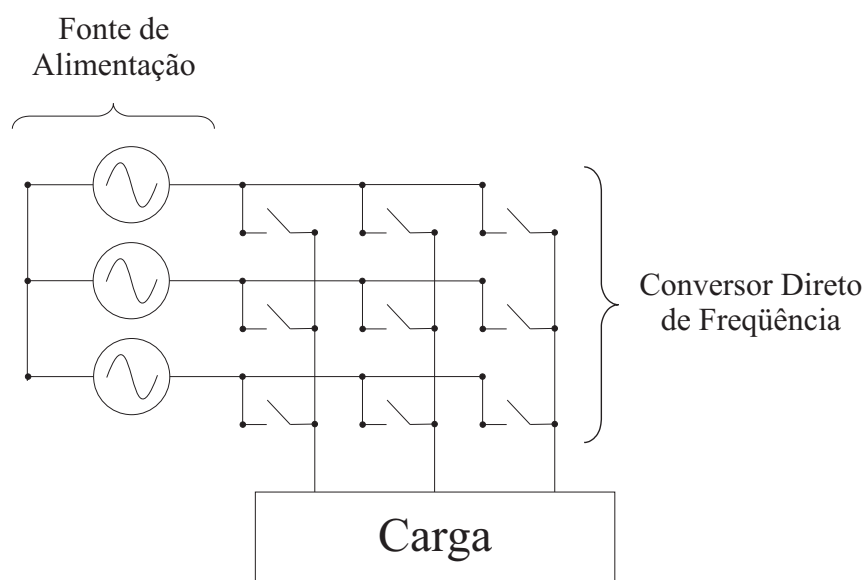 Fonte de
Alimentação
Conversor Direto
de Freqüência
Carga